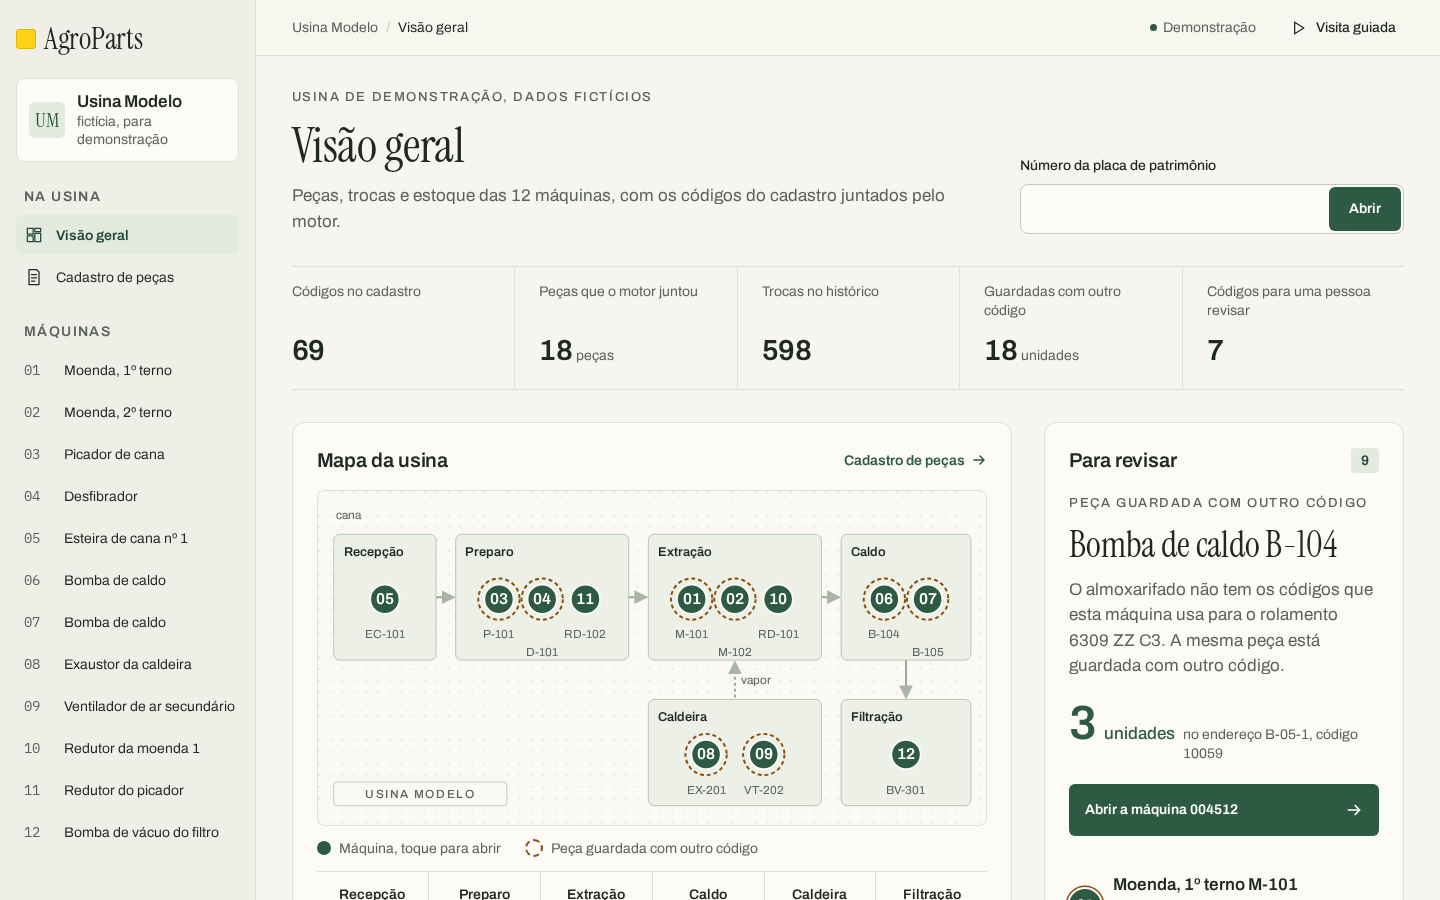 AgroParts
UM
Usina Modelo
fictícia, para
demonstração
NA USINA
Visão geral
Cadastro de peças
MÁQUINAS
01 Moenda, 1º terno
02 Moenda, 2º terno
03 Picador de cana
04 Desfibrador
05 Esteira de cana nº 1
06 Bomba de caldo
07 Bomba de caldo
08 Exaustor da caldeira
09 Ventilador de ar secundário
10 Redutor da moenda 1
11 Redutor do picador
12 Bomba de vácuo do filtro
Usina Modelo / Visão geral
Demonstração
Visita guiada
USINA DE DEMONSTRAÇÃO, DADOS FICTÍCIOS
Visão geral
Peças, trocas e estoque das 12 máquinas, com os códigos do cadastro juntados pelo
motor.
Número da placa de patrimônio
Abrir
Códigos no cadastro
69
Peças que o motor juntou
18 peças
Trocas no histórico
598
Guardadas com outro
código
18 unidades
Códigos para uma pessoa
revisar
7
Mapa da usina
Cadastro de peças
cana
Recepção
05
EC-101
Preparo
03 04 11
P-101 RD-102
D-101
Extração
01 02 10
M-101 RD-101
M-102
Caldo
06 07
B-104
B-105
vapor
Caldeira
08 09
EX-201 VT-202
Filtração
12
BV-301
USINA MODELO
Máquina, toque para abrir
Peça guardada com outro código
Recepção Preparo Extração Caldo Caldeira Filtração
Para revisar
9
PEÇA GUARDADA COM OUTRO CÓDIGO
Bomba de caldo B-104
O almoxarifado não tem os códigos que
esta máquina usa para o rolamento
6309 ZZ C3. A mesma peça está
guardada com outro código.
3 unidades no endereço B-05-1, código
10059
Abrir a máquina 004512
Moenda, 1º terno M-101